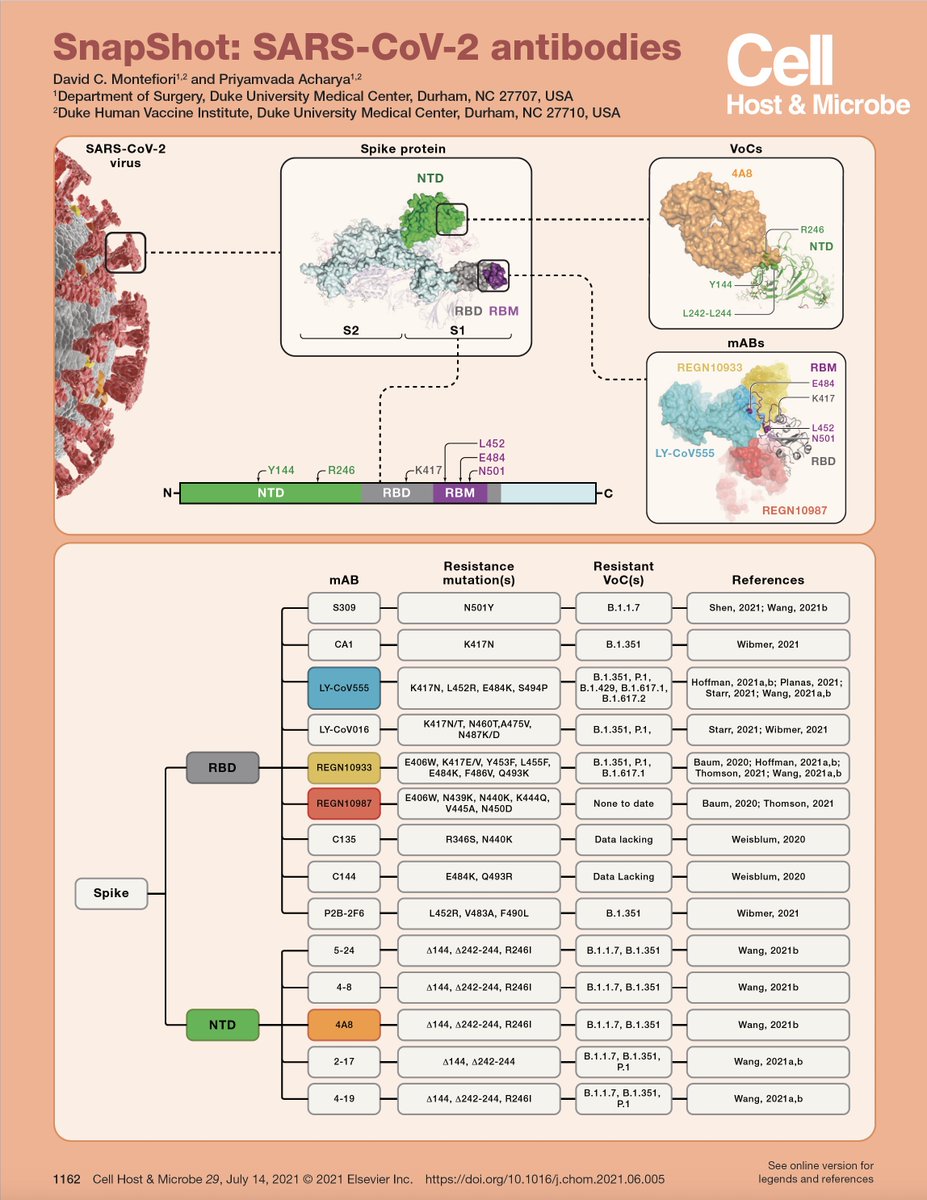 SnapShot: SARS-CoV-2 antibodies
David C. Montefiori1,2 and Priyamvada Acharya1,2
1Department of Surgery, Duke University Medical Center, Durham, NC 27707, USA
2Duke Human Vaccine Institute, Duke University Medical Center, Durham, NC 27710, USA
Cell
Host & Microbe
SARS-CoV-2
virus
Spike protein
NTD
RBD RBM
S2
S1
VoCs
4A8
R246
NTD
Y144
L242-L244
mABs
REGN10933
RBM
E484
K417
L452
N501
LY-CoV555
RBD
REGN10987
L452
E484
Y144
R246
K417
N501
N
NTD
RBD
RBM
C
mAB
Resistance
mutation(s)
Resistant
VoC(s)
References
S309
N501Y
B.1.1.7
Shen, 2021; Wang, 2021b
CA1
K417N
B.1.351
Wibmer, 2021
LY-CoV555
K417N, L452R, E484K, S494P
B.1.351, P.1,
B.1.429, B.1.617.1,
B.1.617.2
Hoffman, 2021a,b; Planas, 2021;
Starr, 2021; Wang, 2021a,b
LY-CoV016
K417N/T, N460T,A475V,
N487K/D
B.1.351, P.1,
Starr, 2021; Wibmer, 2021
RBD
REGN10933
E406W, K417E/V, Y453F, L455F,
E484K, F486V, Q493K
B.1.351, P.1,
B.1.617.1
Baum, 2020; Hoffman, 2021a,b;
Thomson, 2021; Wang, 2021a,b
REGN10987
E406W, N439K, N440K, K444Q,
V445A, N450D
None to date
Baum, 2020; Thomson, 2021
C135
R346S, N440K
Data lacking
Weisblum, 2020
C144
E484K, Q493R
Data Lacking
Weisblum, 2020
Spike
P2B-2F6
L452R, V483A, F490L
B.1.351
Wibmer, 2021
5-24
Δ144, Δ242-244, R246I
B.1.1.7, B.1.351
Wang, 2021b
4-8
Δ144, Δ242-244, R246I
B.1.1.7, B.1.351
Wang, 2021b
NTD
4A8
Δ144, Δ242-244, R246I
B.1.1.7, B.1.351
Wang, 2021b
2-17
Δ144, Δ242-244
B.1.1.7, B.1.351,
P.1
Wang, 2021a,b
4-19
Δ144, Δ242-244, R246I
B.1.1.7, B.1.351,
P.1
Wang, 2021a,b
1162 Cell Host & Microbe 29, July 14, 2021 © 2021 Elsevier Inc. https://doi.org/10.1016/j.chom.2021.06.005
See online version for
legends and references